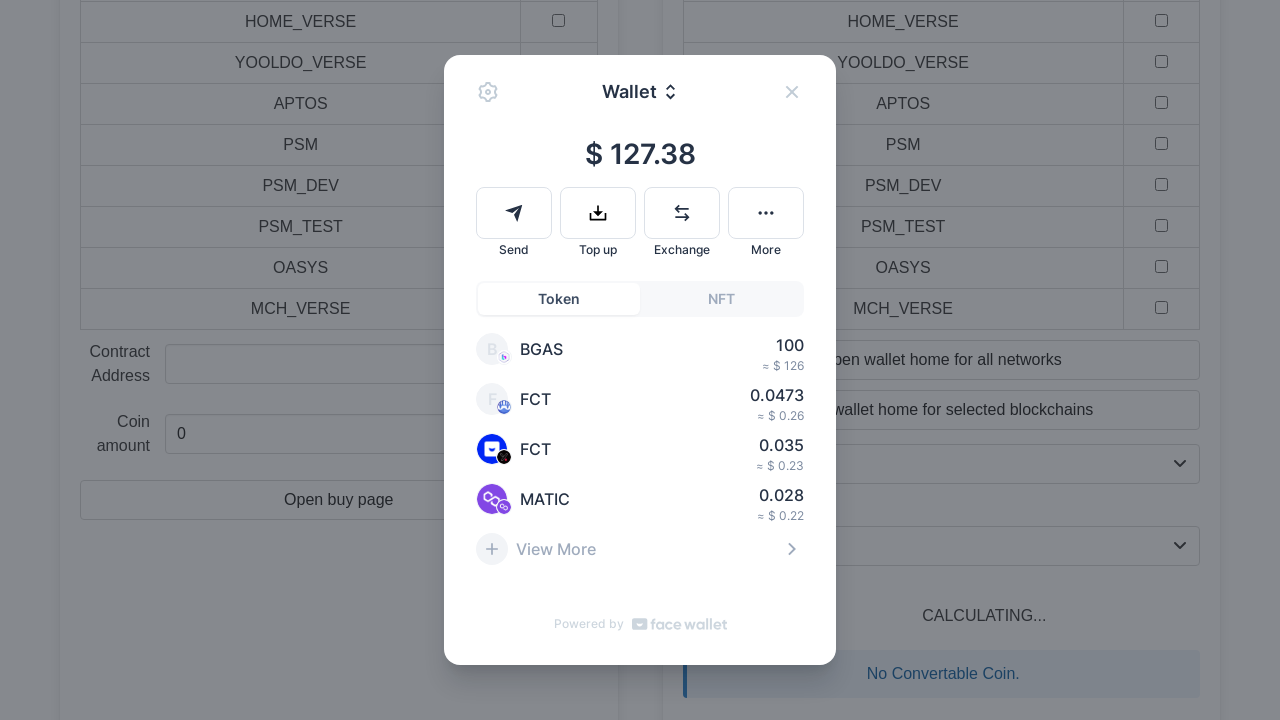 HOME_VERSE
YOOLDO_VERSE
APTOS
PSM
PSM_DEV
PSM_TEST
OASYS
MCH_VERSE
Contract
Address
Coin
amount
0
Open buy page
Wallet
$ 127.38
Send
Top up
Exchange
More
Token
NFT
B
BGAS
100
≈ $ 126
F
FCT
0.0473
≈ $ 0.26
FCT
0.035
≈ $ 0.23
MATIC
0.028
≈ $ 0.22
View More
Powered by face wallet
HOME_VERSE
YOOLDO_VERSE
APTOS
PSM
PSM_DEV
PSM_TEST
OASYS
MCH_VERSE
wallet home for all networks
wallet home for selected blockchains
CALCULATING...
No Convertable Coin.